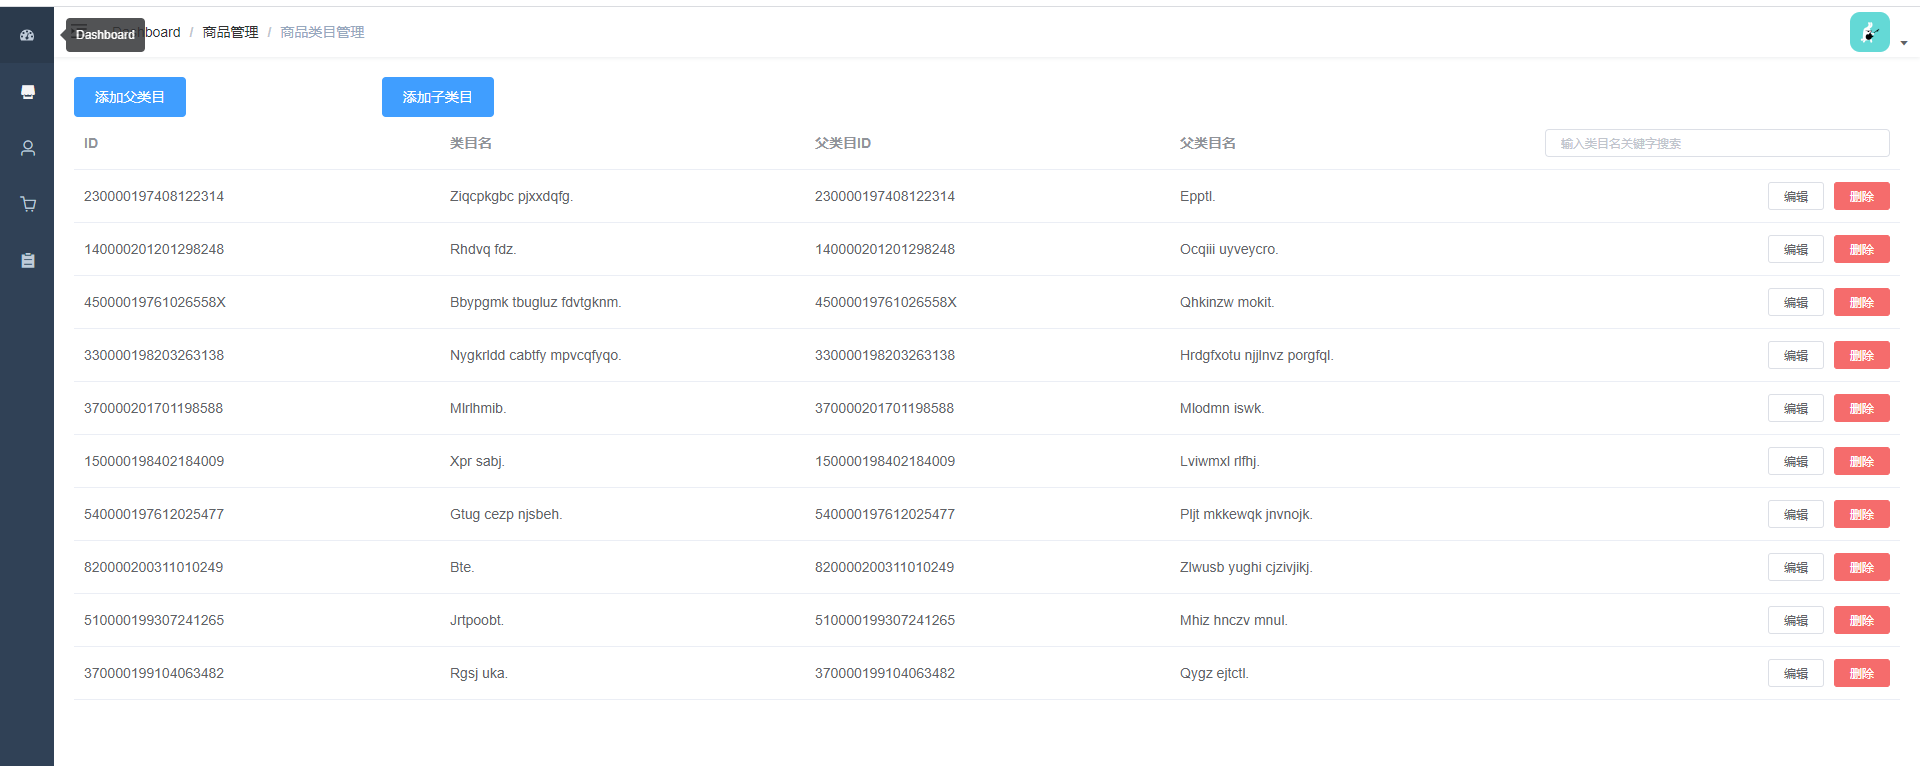 Dashboard board / 商品管理 / 商品类目管理
添加父类目 添加子类目
ID 类目名 父类目ID 父类目名 输入类目名关键字搜索
230000197408122314 Ziqcpkgbc pjxxdqfg. 230000197408122314 Epptl. 编辑 删除
140000201201298248 Rhdvq fdz. 140000201201298248 Ocqiii uyveycro. 编辑 删除
45000019761026558X Bbypgmk tbugluz fdvtgknm. 45000019761026558X Qhkinzw mokit. 编辑 删除
330000198203263138 Nygkrldd cabtfy mpvcqfyqo. 330000198203263138 Hrdgfxotu njjlnvz porgfql. 编辑 删除
370000201701198588 Mlrlhmib. 370000201701198588 Mlodmn iswk. 编辑 删除
150000198402184009 Xpr sabj. 150000198402184009 Lviwmxl rlfhj. 编辑 删除
540000197612025477 Gtug cezp njsbeh. 540000197612025477 Pljt mkkewqk jnvnojk. 编辑 删除
820000200311010249 Bte. 820000200311010249 Zlwusb yughi cjzivjikj. 编辑 删除
510000199307241265 Jrtpoobt. 510000199307241265 Mhiz hnczv mnul. 编辑 删除
370000199104063482 Rgsj uka. 370000199104063482 Qygz ejtctl. 编辑 删除